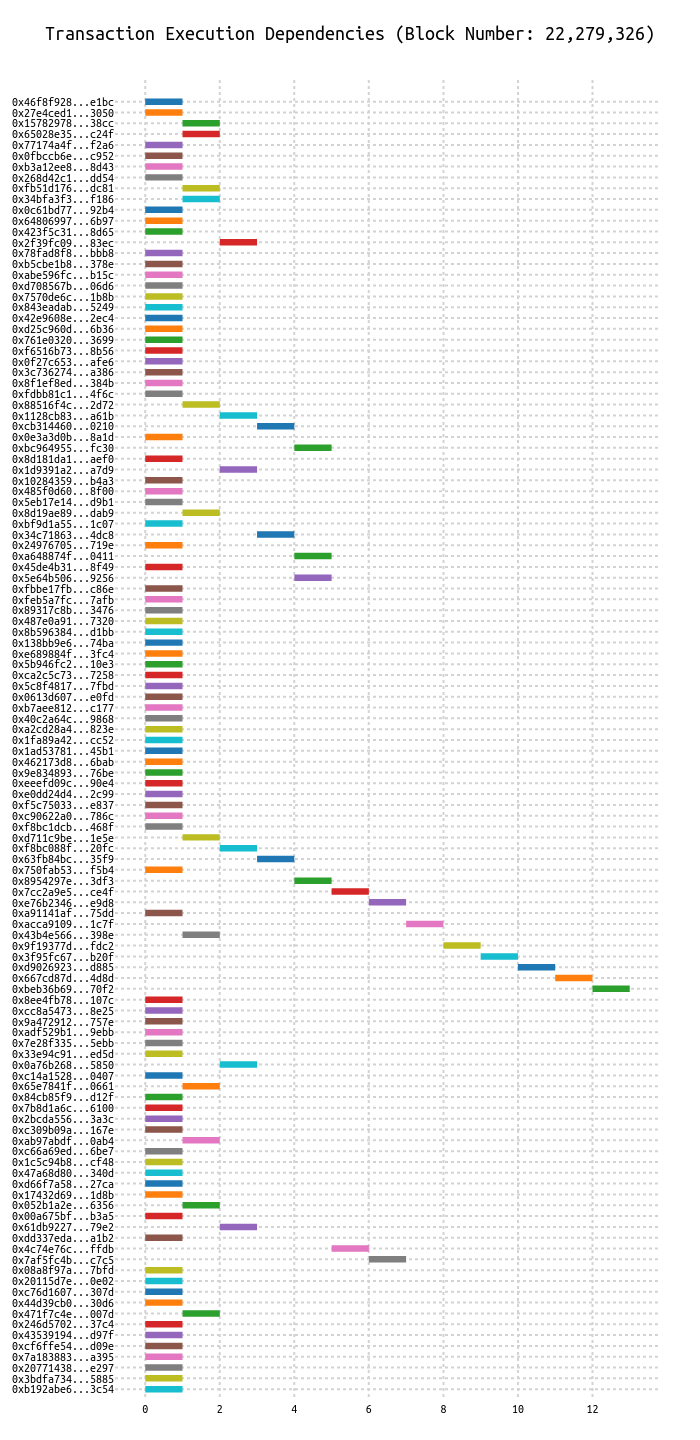 Transaction Execution Dependencies (Block Number: 22,279,326)
0x46f8f928...e1bc
0x27e4ced1...3050
0x15782978...38cc
0x65028e35...c24f
0x77174a4f...f2a6
0x0fbccb6e...c952
0xb3a12ee8...8d43
0x268d42c1...dd54
0xfb51d176...dc81
0x34bfa3f3...f186
0x0c61bd77...92b4
0x64806997...6b97
0x423f5c31...8d65
0x2f39fc09...83ec
0x78fad8f8...bbb8
0xb5cbe1b8...378e
0xabe596fc...b15c
0xd708567b...06d6
0x7570de6c...1b8b
0x843eadab...5249
0x42e9608e...2ec4
0xd25c960d...6b36
0x761e0320...3699
0xf6516b73...8b56
0x0f27c653...afe6
0x3c736274...a386
0x8f1ef8ed...384b
0xfdbb81c1...4f6c
0x88516f4c...2d72
0x1128cb83...a61b
0xcb314460...0210
0x0e3a3d0b...8a1d
0xbc964955...fc30
0x8d181da1...aef0
0x1d9391a2...a7d9
0x10284359...b4a3
0x485f0d60...8f00
0x5eb17e14...d9b1
0x8d19ae89...dab9
0xbf9d1a55...1c07
0x34c71863...4dc8
0x24976705...719e
0xa648874f...0411
0x45de4b31...8f49
0x5e64b506...9256
0xfbbe17fb...c86e
0xfeb5a7fc...7afb
0x89317c8b...3476
0x487e0a91...7320
0x8b596384...d1bb
0x138bb9e6...74ba
0xe689884f...3fc4
0x5b946fc2...10e3
0xca2c5c73...7258
0x5c8f4817...7fbd
0x0613d607...e0fd
0xb7aee812...c177
0x40c2a64c...9868
0xa2cd28a4...823e
0x1fa89a42...cc52
0x1ad53781...45b1
0x462173d8...6bab
0x9e834893...76be
0xeeefd09c...90e4
0xe0dd24d4...2c99
0xf5c75033...e837
0xc90622a0...786c
0xf8bc1dcb...468f
0xd711c9be...1e5e
0xf8bc088f...20fc
0x63fb84bc...35f9
0x750fab53...f5b4
0x8954297e...3df3
0x7cc2a9e5...ce4f
0xe76b2346...e9d8
0xa91141af...75dd
0xacca9109...1c7f
0x43b4e566...398e
0x9f19377d...fdc2
0x3f95fc67...b20f
0xd9026923...d885
0x667cd87d...4d8d
0xbeb36b69...70f2
0x8ee4fb78...107c
0xcc8a5473...8e25
0x9a472912...757e
0xadf529b1...9ebb
0x7e28f335...5ebb
0x33e94c91...ed5d
0x0a76b268...5850
0xc14a1528...0407
0x65e7841f...0661
0x84cb85f9...d12f
0x7b8d1a6c...6100
0x2bcda556...3a3c
0xc309b09a...167e
0xab97abdf...0ab4
0xc66a69ed...6be7
0x1c5c94b8...cf48
0x47a68d80...340d
0xd66f7a58...27ca
0x17432d69...1d8b
0x052b1a2e...6356
0x00a675bf...b3a5
0x61db9227...79e2
0xdd337eda...a1b2
0x4c74e76c...ffdb
0x7af5fc4b...c7c5
0x08a8f97a...7bfd
0x20115d7e...0e02
0xc76d1607...307d
0x44d39cb0...30d6
0x471f7c4e...007d
0x246d5702...37c4
0x43539194...d97f
0xcf6ffe54...d09e
0x7a183883...a395
0x20771438...e297
0x3bdfa734...5885
0xb192abe6...3c54
0 2 4 6 8 10 12